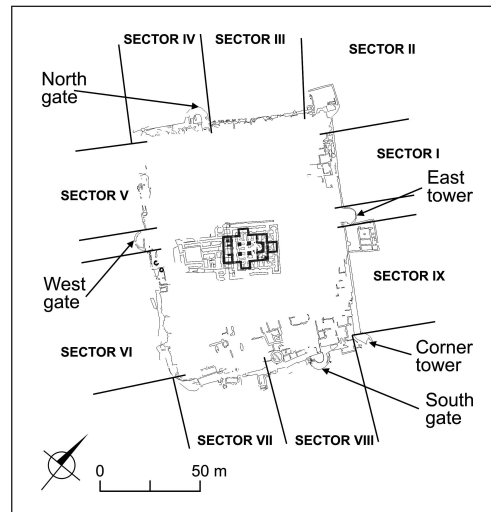 SECTOR IV
SECTOR III
SECTOR II
North
gate
SECTOR I
East
tower
SECTOR V
West
gate
SECTOR IX
SECTOR VI
Corner
tower
South
gate
SECTOR VII
SECTOR VIII
0
50 m